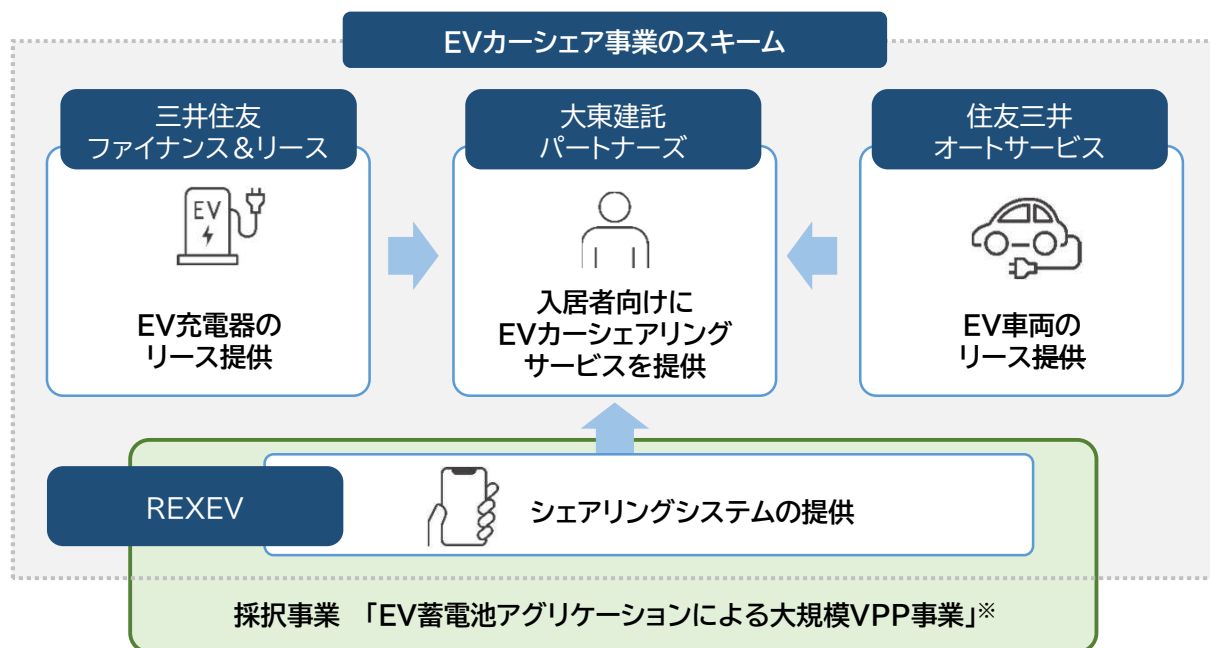 EVカーシェア事業のスキーム
三井住友
ファイナンス&リース
大東建託
パートナーズ
住友三井
オートサービス
EV
EV充電器の
リース提供
入居者向けに
EVカーシェアリング
サービスを提供
EV車両の
リース提供
REXEV
シェアリングシステムの提供
採択事業 「EV蓄電池アグリケーションによる大規模VPP事業」※